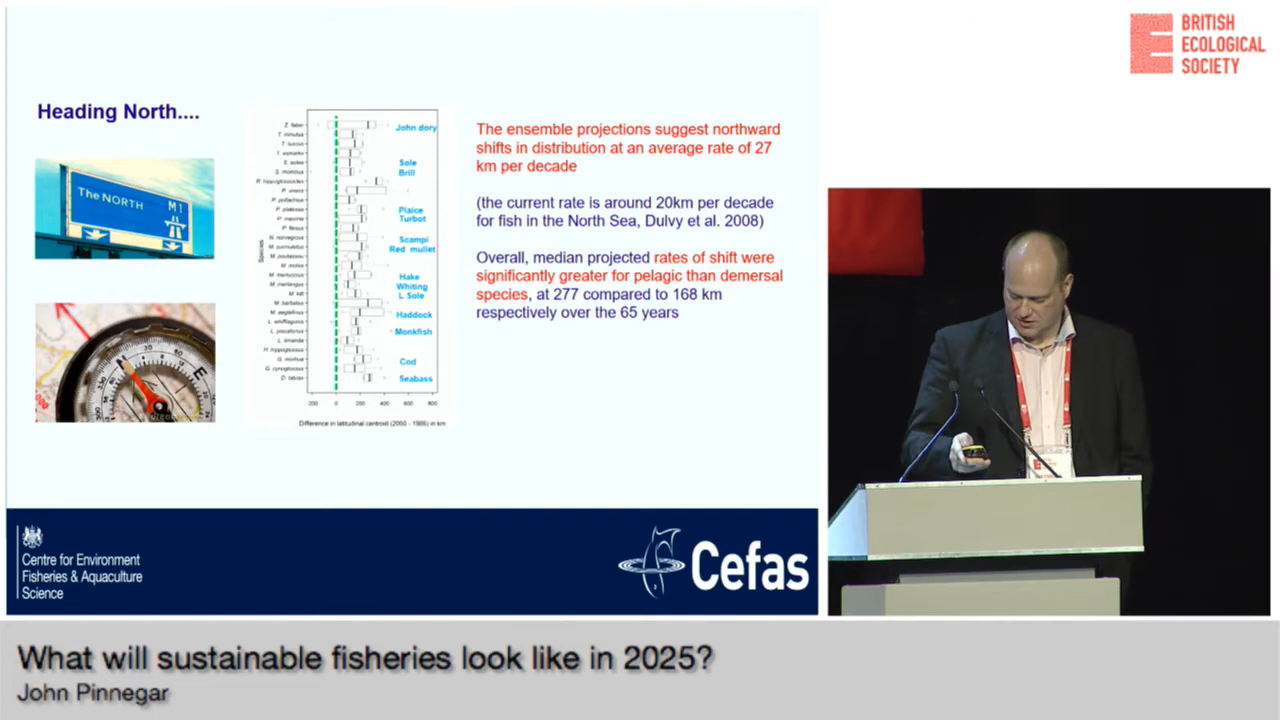 BRITISH
ECOLOGICAL
SOCIETY
Heading North....
The NORTH
M 1
John dory
Sole
Brill
Plaice
Turbot
Scampi
Red mullet
Hake
Whiting
L Sole
Haddock
Monkfish
Cod
Seabass
Species
-200 0 200 400 600 800
Difference in latitudinal centroid (2050 - 1985) in km
The ensemble projections suggest northward
shifts in distribution at an average rate of 27
km per decade
(the current rate is around 20km per decade
for fish in the North Sea, Dulvy et al. 2008)
Overall, median projected rates of shift were
significantly greater for pelagic than demersal
species, at 277 compared to 168 km
respectively over the 65 years
Centre for Environment
Fisheries & Aquaculture
Science
Cefas
What will sustainable fisheries look like in 2025?
John Pinnegar